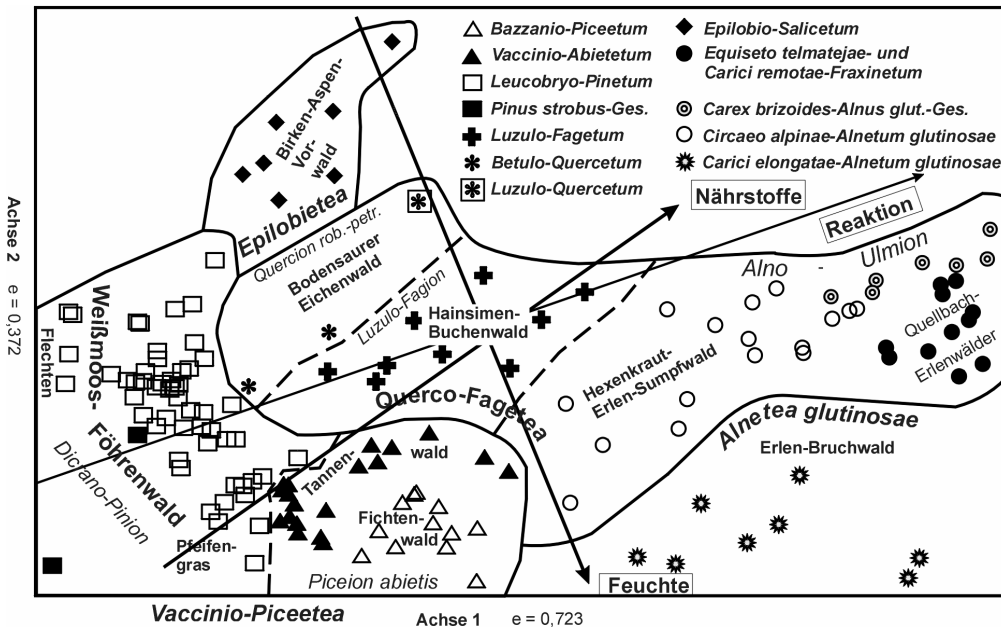 Bazzanio-Piceetum
Vaccinio-Abietetum
Leucobryo-Pinetum
Pinus strobus-Ges.
Luzulo-Fagetum
Betulo-Quercetum
Luzulo-Quercetum
Epilobio-Salicetum
Equiseto telmatejae- und
Carici remotae-Fraxinetum
Carex brizoides-Alnus glut.-Ges.
Circaeo alpinae-Alnetum glutinosae
Carici elongatae-Alnetum glutinosae
Birken-Aspen-
Vor-
wald
Epilobietea
Nährstoffe
Reaktion
Quercion rob.-petr.
Bodensaurer
Eichenwald
Luzulo-Fagion
Hainsimen-
Buchenwald
Alno - Ulmion
Quellbach-
Erlenwälder
Hexenkraut-
Erlen-Sumpfwald
Querco-Fagetea
Alnetea glutinosae
Erlen-Bruchwald
Weißmoos-
Föhrenwald
Flechten
Dicrano-Pinion
Pfeifen-
gras
Tannen-
wald
Fichten-
wald
Piceion abietis
Feuchte
Vaccinio-Piceetea
Achse 1 e = 0,723
Achse 2 e = 0,372